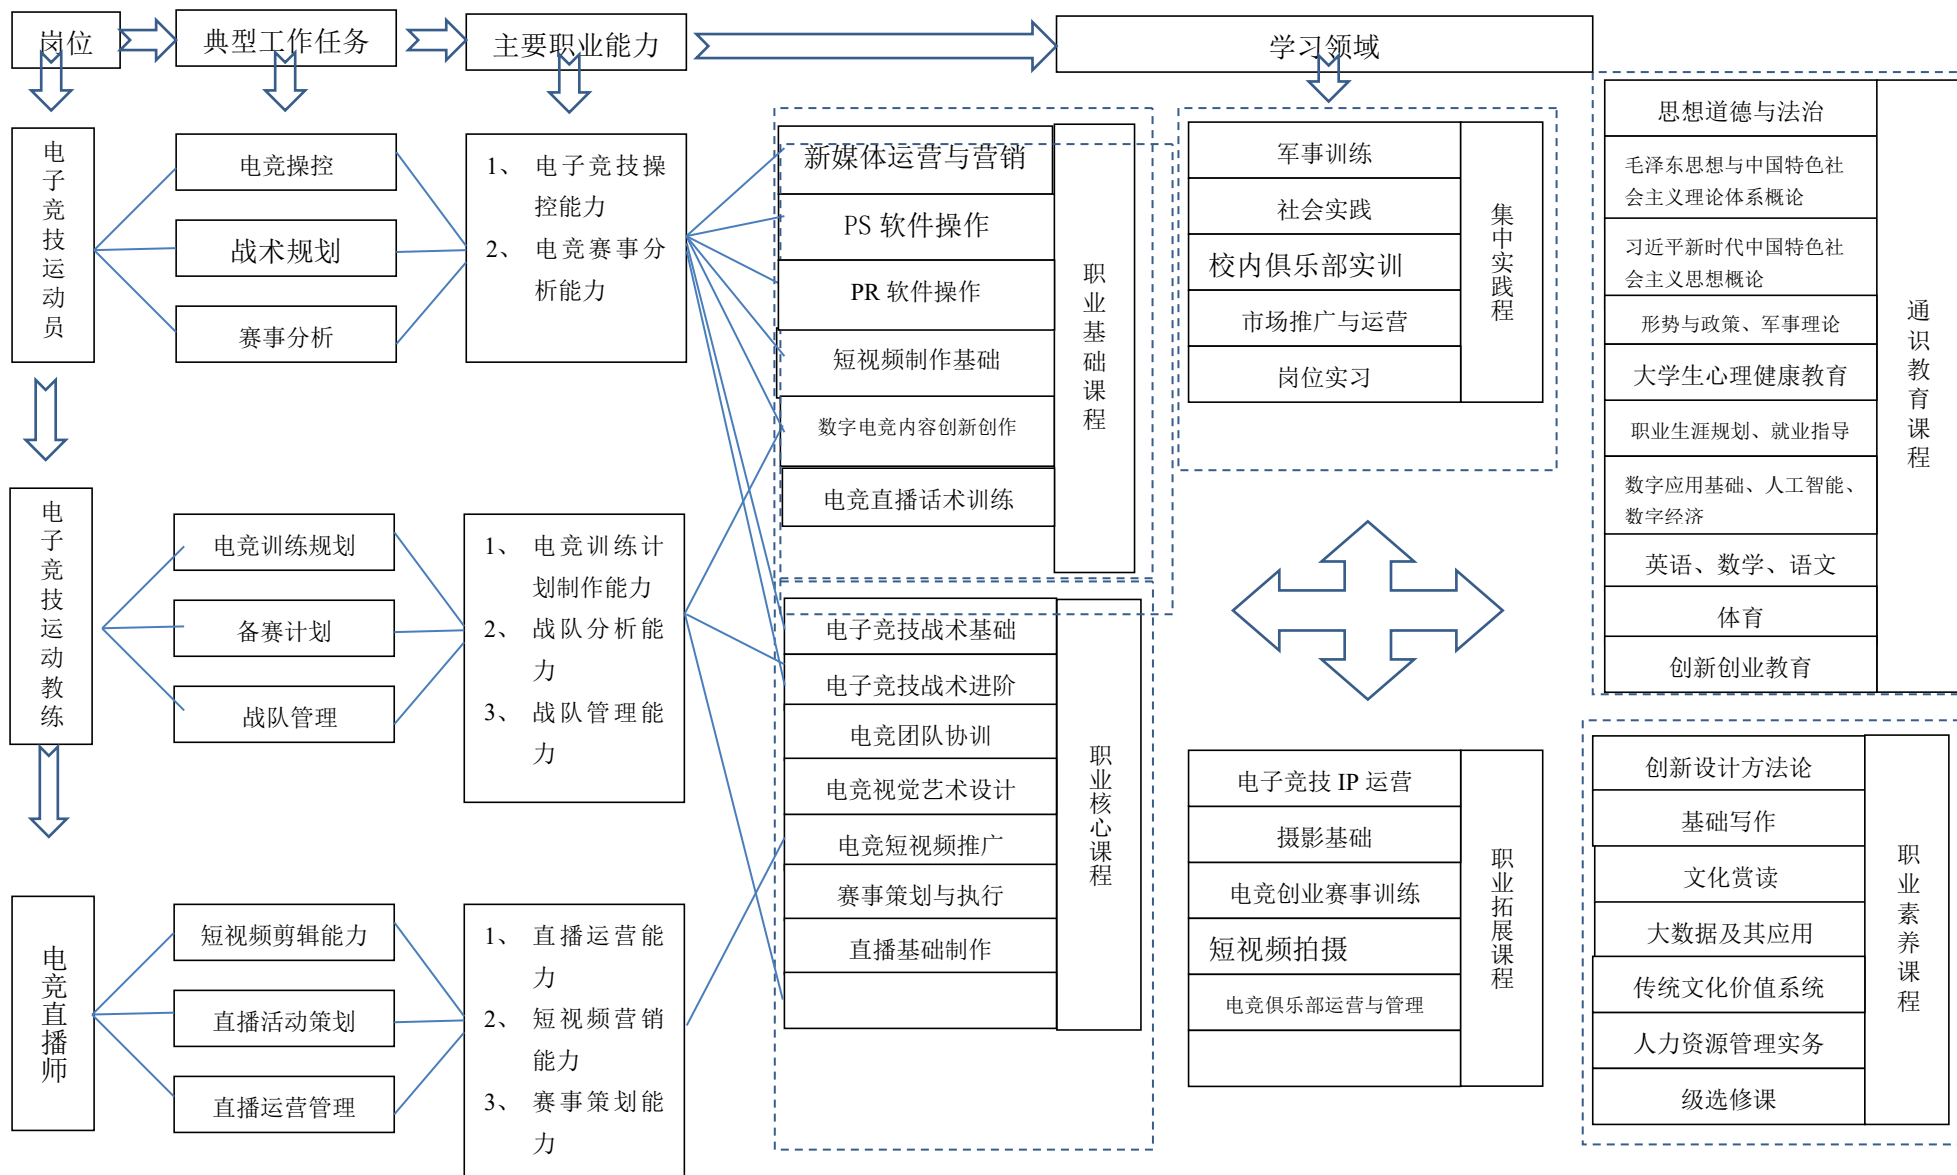 岗位
典型工作任务
主要职业能力
学习领域
电子竞技运动员
电竞操控
战术规划
赛事分析
1、 电子竞技操
控能力
2、 电竞赛事分
析能力
电子竞技运动教练
电竞训练规划
备赛计划
战队管理
1、 电竞训练计
划制作能力
2、 战队分析能
力
3、 战队管理能
力
电竞直播师
短视频剪辑能力
直播活动策划
直播运营管理
1、 直播运营能
力
2、 短视频营销
能力
3、 赛事策划能
力
新媒体运营与营销
PS 软件操作
PR 软件操作
短视频制作基础
数字电竞内容创新创作
电竞直播话术训练
职业基础课程
电子竞技战术基础
电子竞技战术进阶
电竞团队协训
电竞视觉艺术设计
电竞短视频推广
赛事策划与执行
直播基础制作
职业核心课程
军事训练
社会实践
校内俱乐部实训
市场推广与运营
岗位实习
集中实践程
电子竞技 IP 运营
摄影基础
电竞创业赛事训练
短视频拍摄
电竞俱乐部运营与管理
职业拓展课程
思想道德与法治
毛泽东思想与中国特色社
会主义理论体系概论
习近平新时代中国特色社
会主义思想概论
形势与政策、军事理论
大学生心理健康教育
职业生涯规划、就业指导
数字应用基础、人工智能、
数字经济
英语、数学、语文
体育
创新创业教育
通识教育课程
创新设计方法论
基础写作
文化赏读
大数据及其应用
传统文化价值系统
人力资源管理实务
级选修课
职业素养课程